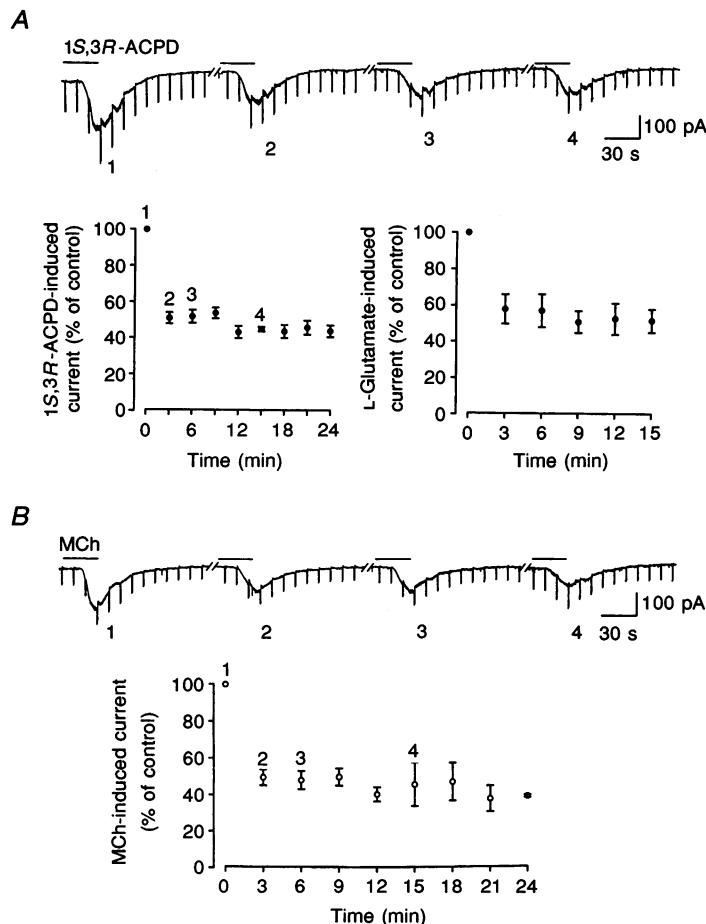 A
1S,3R-ACPD
1 2 3 4
100 pA
30 s
1S,3R-ACPD-induced
current (% of control)
100
80
60
40
20
0
1
2 3 4
0 3 6 12 18 24
Time (min)
L-Glutamate-induced
current (% of control)
100
80
60
40
20
0
0 3 6 9 12 15
Time (min)
B
MCh
1 2 3 4
100 pA
30 s
MCh-induced current
(% of control)
100
80
60
40
20
0
1
2 3 4
0 3 6 9 12 15 18 21 24
Time (min)